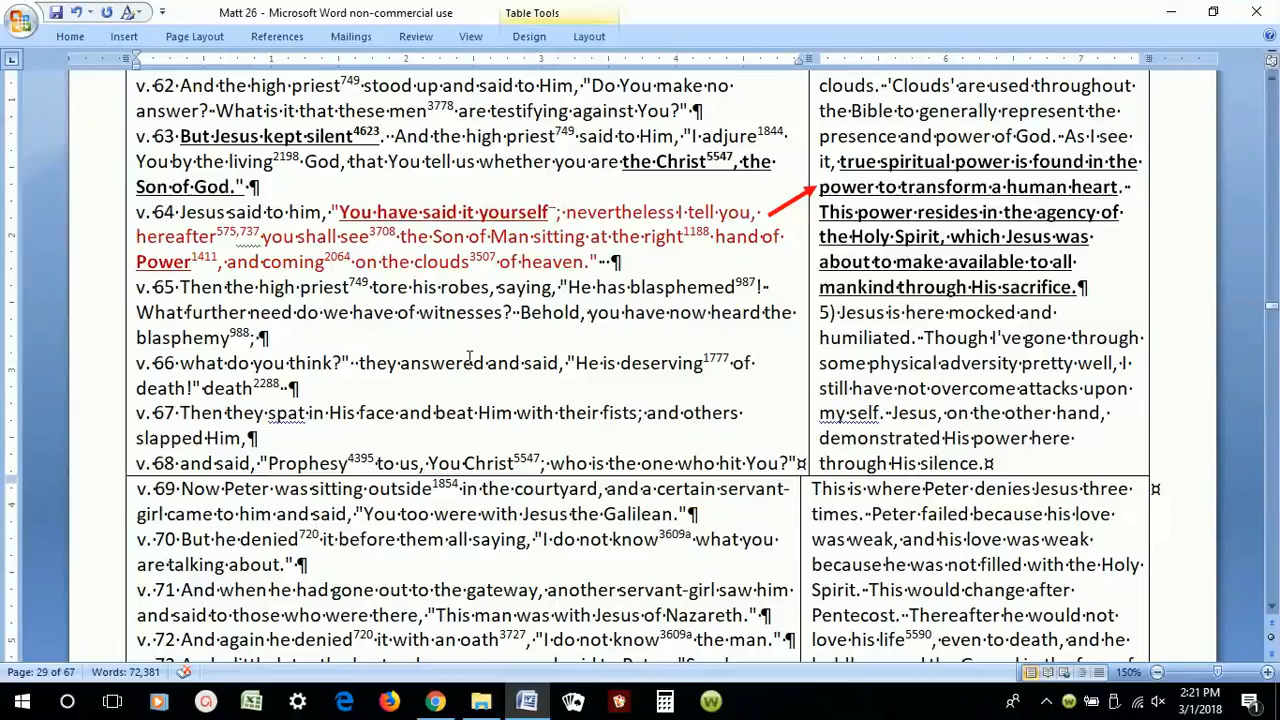 Matt 26 - Microsoft Word non-commercial use
Table Tools
Home
Insert
Page Layout
References
Mailings
Review
View
Design
Layout
v.·62·And·the·high·priest749·stood·up·and·said·to·Him,·"Do·You·make·no·
answer?··What·is·it·that·these·men3778·are·testifying·against·You?"·¶
v.·63·But·Jesus·kept·silent4623.··And·the·high·priest749·said·to·Him,·"I·adjure1844·
You·by·the·living2198·God,·that·You·tell·us·whether·you·are·the·Christ5547,·the·
Son·of·God."·¶
v.·64·Jesus·said·to·him,·"You·have·said·it·yourself;·nevertheless·I·tell·you,·
hereafter575,737·you·shall·see3708·the·Son·of·Man·sitting·at·the·right1188·hand·of·
Power1411,·and·coming2064·on·the·clouds3507·of·heaven."··¶
v.·65·Then·the·high·priest749·tore·his·robes,·saying,·"He·has·blasphemed987!··
What·further·need·do·we·have·of·witnesses?··Behold,·you·have·now·heard·the·
blasphemy988;·¶
v.·66·what·do·you·think?"··they·answered·and·said,·"He·is·deserving1777·of·
death!"·death2288··¶
v.·67·Then·they·spat·in·His·face·and·beat·Him·with·their·fists;·and·others·
slapped·Him,¶
v.·68·and·said,·"Prophesy4395·to·us,·You·Christ5547;·who·is·the·one·who·hit·You?"¤
clouds.··'Clouds'·are·used·throughout·
the·Bible·to·generally·represent·the·
presence·and·power·of·God.··As·I·see·
it,·true·spiritual·power·is·found·in·the·
power·to·transform·a·human·heart.··
This·power·resides·in·the·agency·of·
the·Holy·Spirit,·which·Jesus·was·
about·to·make·available·to·all·
mankind·through·His·sacrifice.¶
5)·Jesus·is·here·mocked·and·
humiliated.··Though·I've·gone·through·
some·physical·adversity·pretty·well,·I·
still·have·not·overcome·attacks·upon·
my·self.··Jesus,·on·the·other·hand,·
demonstrated·His·power·here·
through·His·silence.¤
v.·69·Now·Peter·was·sitting·outside1854·in·the·courtyard,·and·a·certain·servant-
girl·came·to·him·and·said,·"You·too·were·with·Jesus·the·Galilean."·¶
v.·70·But·he·denied720·it·before·them·all·saying,·"I·do·not·know3609a·what·you·
are·talking·about."·¶
v.·71·And·when·he·had·gone·out·to·the·gateway,·another·servant-girl·saw·him·
and·said·to·those·who·were·there,·"This·man·was·with·Jesus·of·Nazareth."·¶
v.·72·And·again·he·denied720·it·with·an·oath3727,·"I·do·not·know3609a·the·man."·¶
This·is·where·Peter·denies·Jesus·three·
times.··Peter·failed·because·his·love·
was·weak,·and·his·love·was·weak·
because·he·was·not·filled·with·the·Holy·
Spirit.··This·would·change·after·
Pentecost.··Thereafter·he·would·not·
love·his·life5590,·even·to·death,·and·he·
¤
Page: 29 of 67
Words: 72,381
150%
2:21 PM
3/1/2018